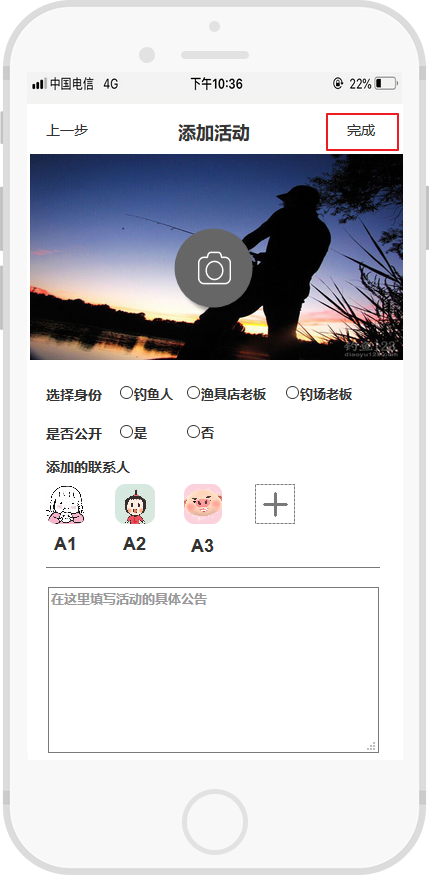 中国电信 4G 下午10:36 22%
上一步 添加活动 完成
diaoyu123.com
选择身份 钓鱼人 渔具店老板 钓场老板
是否公开 是 否
添加的联系人
A1 A2 A3
在这里填写活动的具体公告